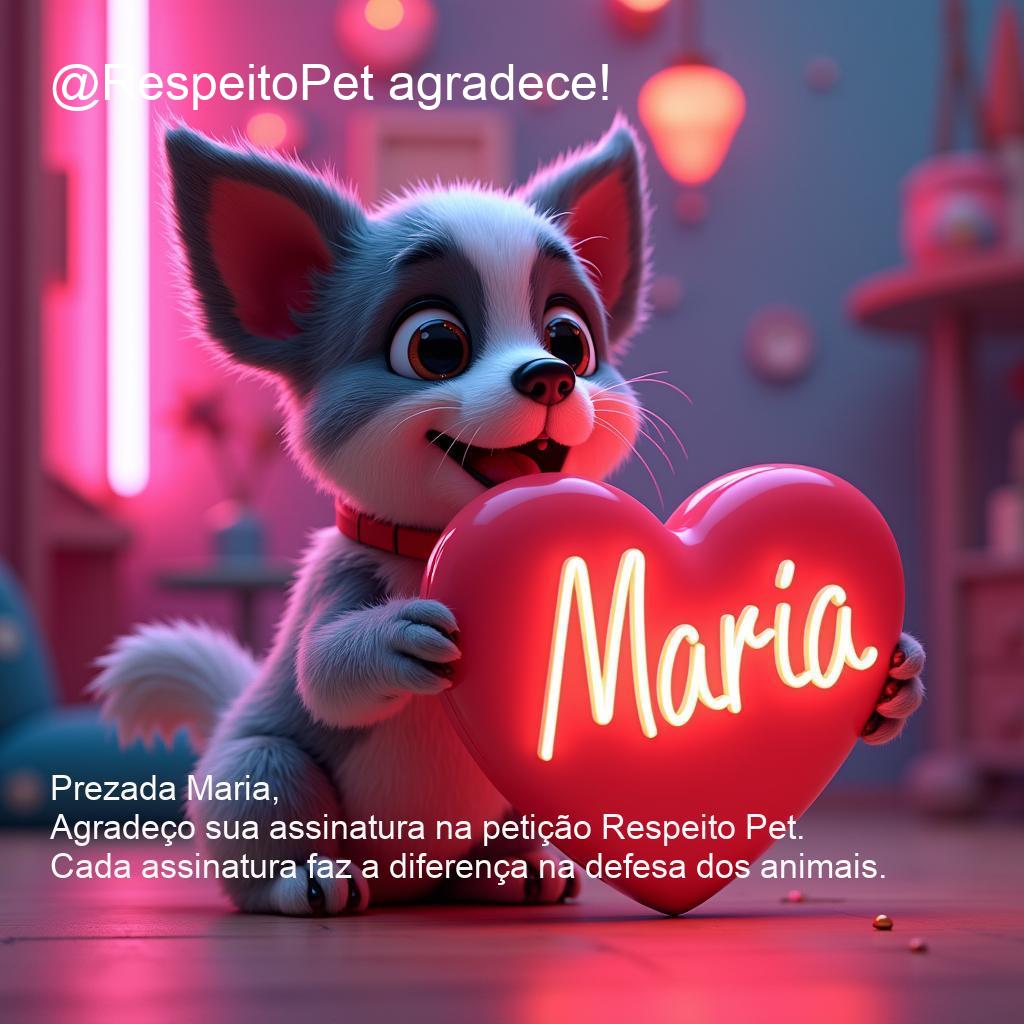 @RespeitoPet agradece!
Maria
Prezada Maria,
Agradeço sua assinatura na petição Respeito Pet.
Cada assinatura faz a diferença na defesa dos animais.